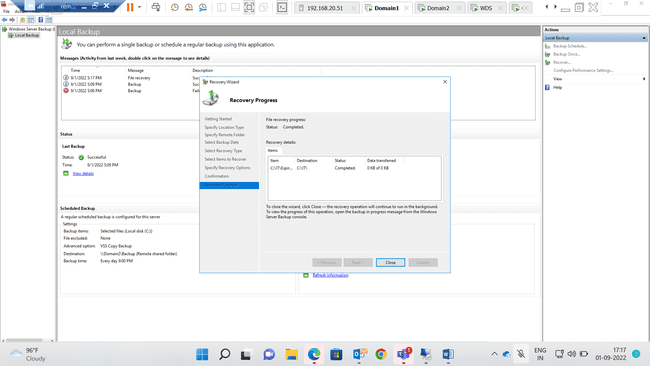 rem...
192.168.20.51
Domain1
Domain2
WDS
File
Windows Server Backup (L
Local Backup
Local Backup
You can perform a single backup or schedule a regular backup using this application.
Messages (Activity from last week, double click on the message to see details)
Time
Message
Description
9/1/2022 5:17 PM
File recovery
9/1/2022 5:09 PM
Backup
9/1/2022 5:06 PM
Backup
Status
Last Backup
Status:
Successful
Time:
9/1/2022 5:09 PM
View details
Scheduled Backup
A regular scheduled backup is configured for this server
Settings
Backup items:
Selected files (Local disk (C:))
File excluded:
None
Advanced option:
VSS Copy Backup
Destination:
\\Domain2\Backup (Remote shared folder)
Backup time:
Every day 9:00 PM
Refresh information
Recovery Wizard
Recovery Progress
Getting Started
Specify Location Type
Specify Remote Folder
Select Backup Date
Select Recovery Type
Select Items to Recover
Specify Recovery Options
Confirmation
File recovery progress:
Status:
Completed.
Recovery details:
Items
Item
Destination
Status
Data transferred
C:\IT\Expir...
C:\IT\
Completed.
0 KB of 0 KB
To close the wizard, click Close — the recovery operation will continue to run in the background.
To view the progress of this operation, open the backup in progress message from the Windows
Server Backup console.
< Previous
Next >
Close
Cancel
Actions
Local Backup
Backup Schedule...
Backup Once...
Recover...
Configure Performance Settings...
View
Help
96°F
Cloudy
ENG
IN
17:17
01-09-2022